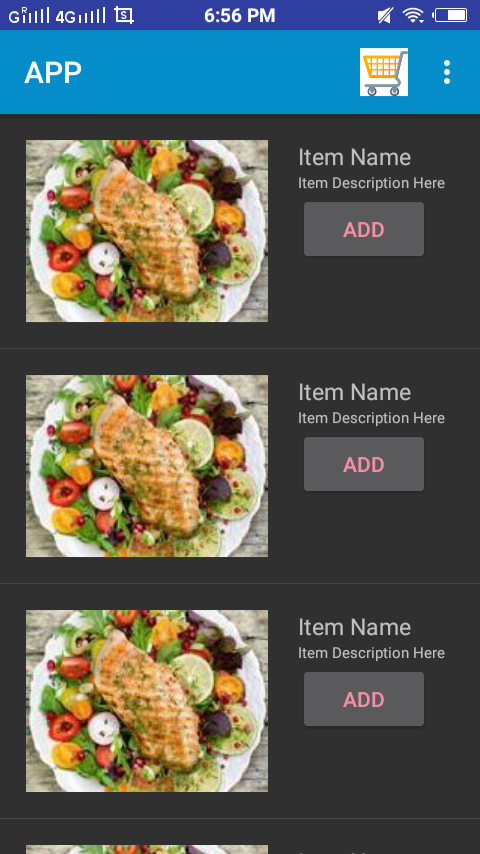 G R 4G S 6:56 PM
APP
Item Name
Item Description Here
ADD
Item Name
Item Description Here
ADD
Item Name
Item Description Here
ADD